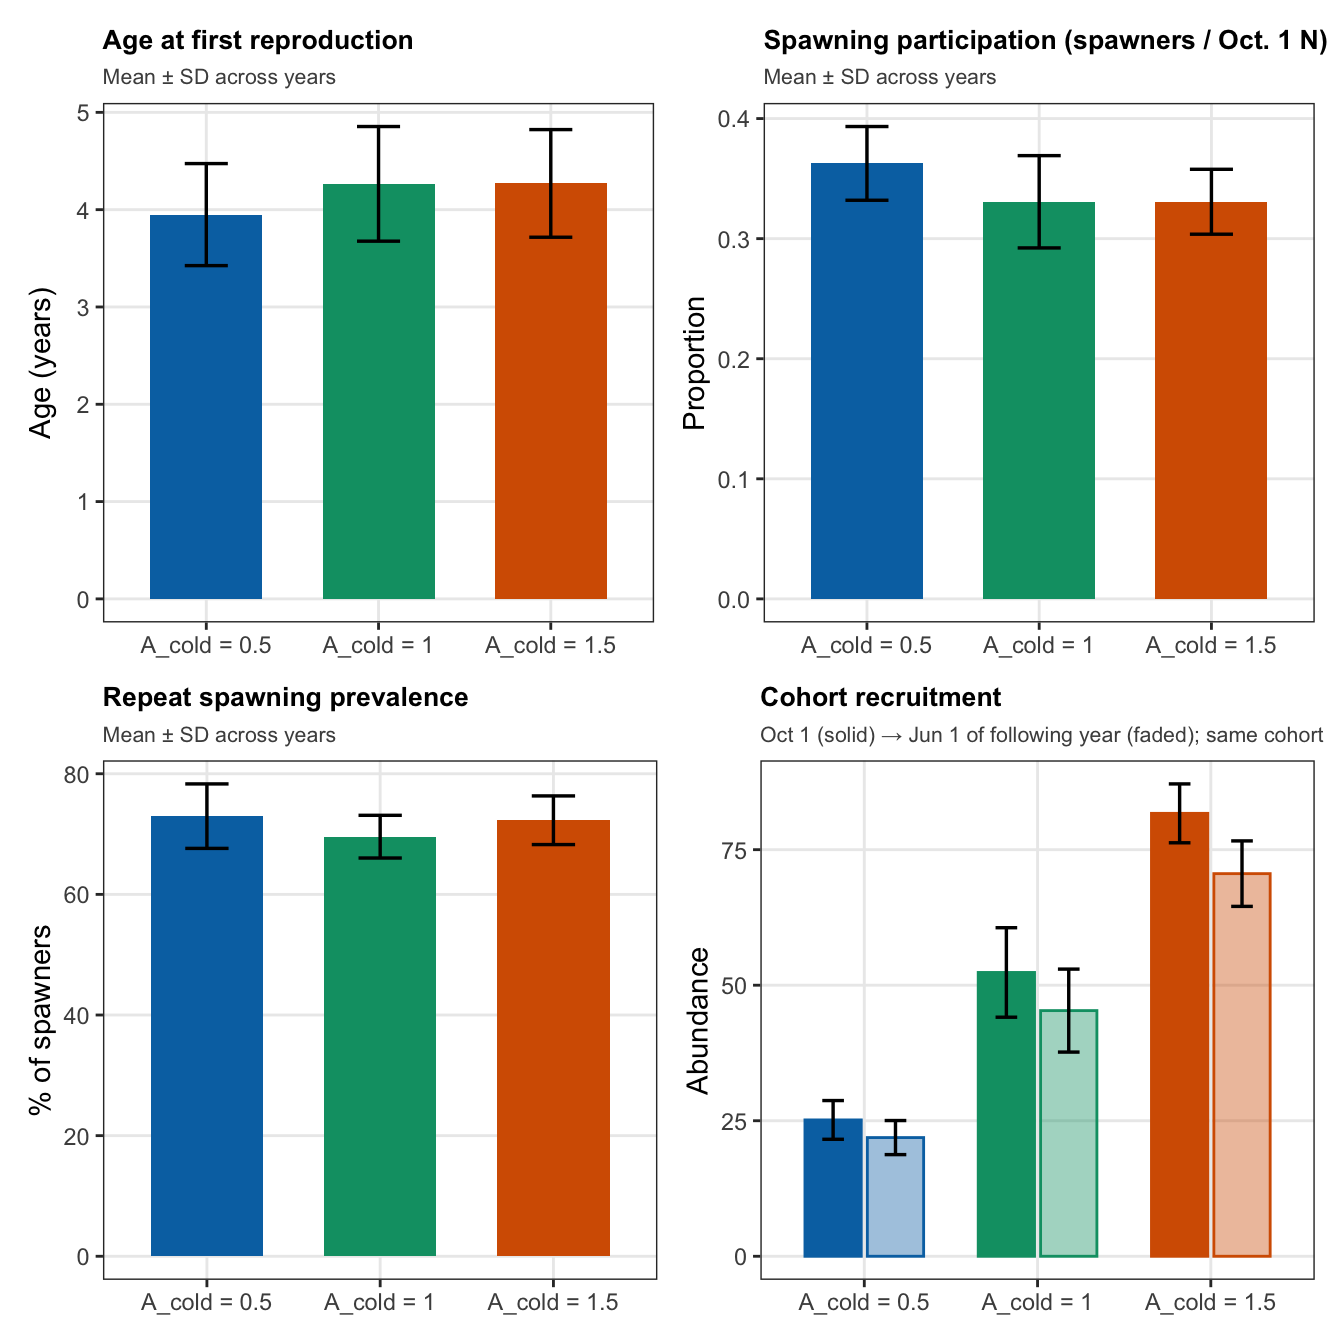 Age at first reproduction
Mean ± SD across years
Age (years)
5
4
3
2
1
0
A_cold = 0.5
A_cold = 1
A_cold = 1.5
Spawning participation (spawners / Oct. 1 N)
Mean ± SD across years
Proportion
0.4
0.3
0.2
0.1
0.0
A_cold = 0.5
A_cold = 1
A_cold = 1.5
Repeat spawning prevalence
Mean ± SD across years
% of spawners
80
60
40
20
0
A_cold = 0.5
A_cold = 1
A_cold = 1.5
Cohort recruitment
Oct 1 (solid) → Jun 1 of following year (faded); same cohort
Abundance
75
50
25
0
A_cold = 0.5
A_cold = 1
A_cold = 1.5